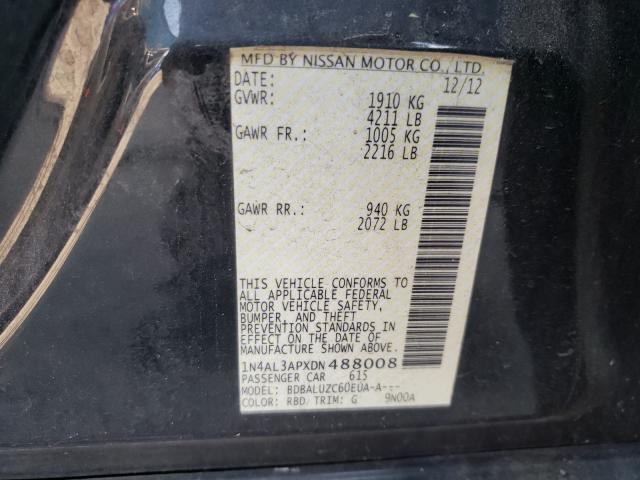 MFD BY NISSAN MOTOR CO., LTD.
DATE: 12/12
GVWR: 1910 KG
4211 LB
GAWR FR.: 1005 KG
2216 LB
GAWR RR.: 940 KG
2072 LB
THIS VEHICLE CONFORMS TO
ALL APPLICABLE FEDERAL
MOTOR VEHICLE SAFETY,
BUMPER, AND THEFT
PREVENTION STANDARDS IN
EFFECT ON THE DATE OF
MANUFACTURE SHOWN ABOVE.
1N4AL3APXDN488008
PASSENGER CAR 615
MODEL: BDBALUZC60EUA-A---
COLOR: RBD/TRIM: G 9N00A